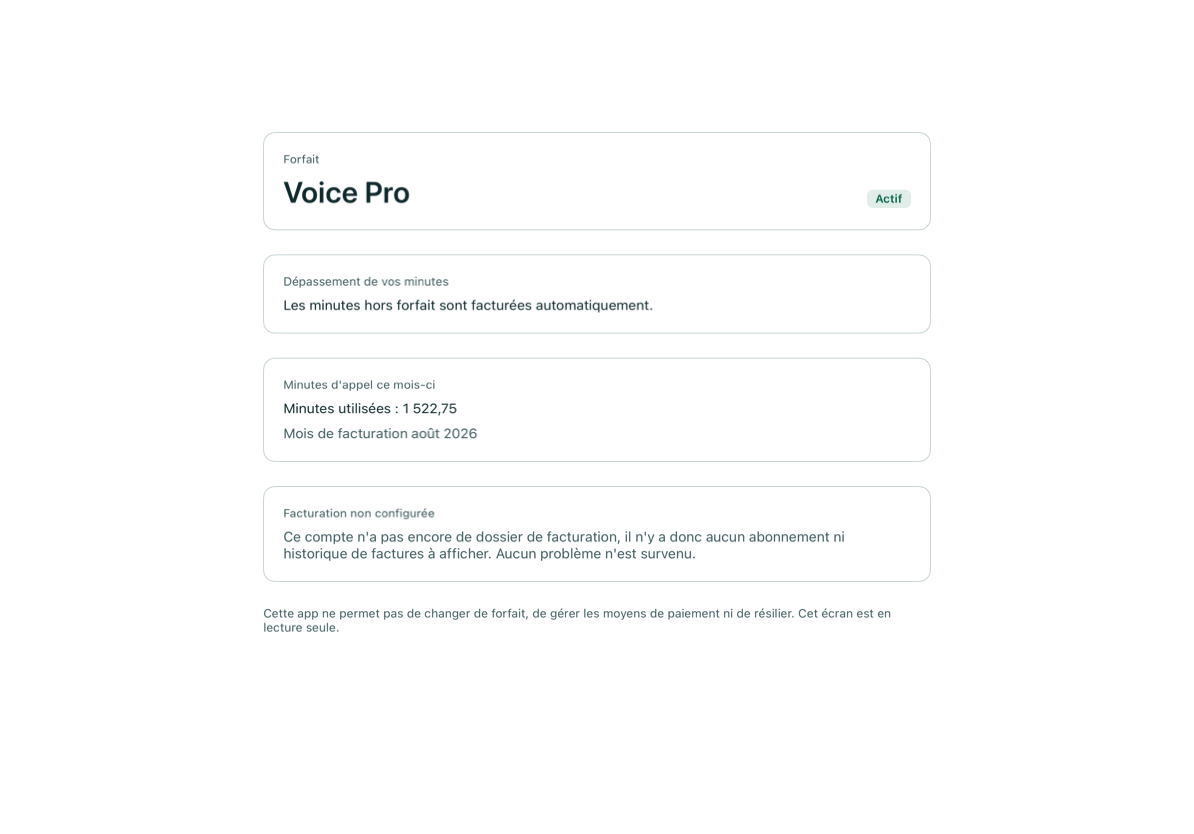 Forfait
Voice Pro
Actif
Dépassement de vos minutes
Les minutes hors forfait sont facturées automatiquement.
Minutes d'appel ce mois-ci
Minutes utilisées : 1 522,75
Mois de facturation août 2026
Facturation non configurée
Ce compte n'a pas encore de dossier de facturation, il n'y a donc aucun abonnement ni
historique de factures à afficher. Aucun problème n'est survenu.
Cette app ne permet pas de changer de forfait, de gérer les moyens de paiement ni de résilier. Cet écran est en
lecture seule.